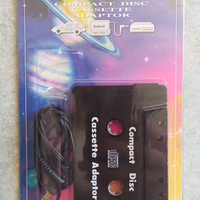 COMPACT DISC
CASSETTE
ADAPTOR
Compact Disc
Cassette Adaptor